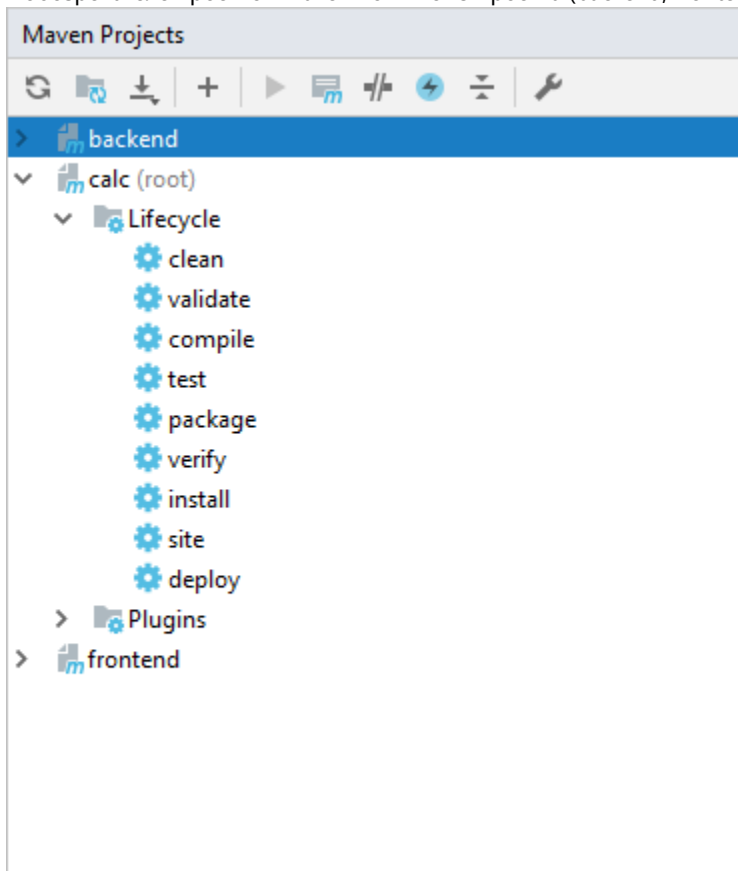 Maven Projects
backend
calc (root)
Lifecycle
clean
validate
compile
test
package
verify
install
site
deploy
Plugins
frontend